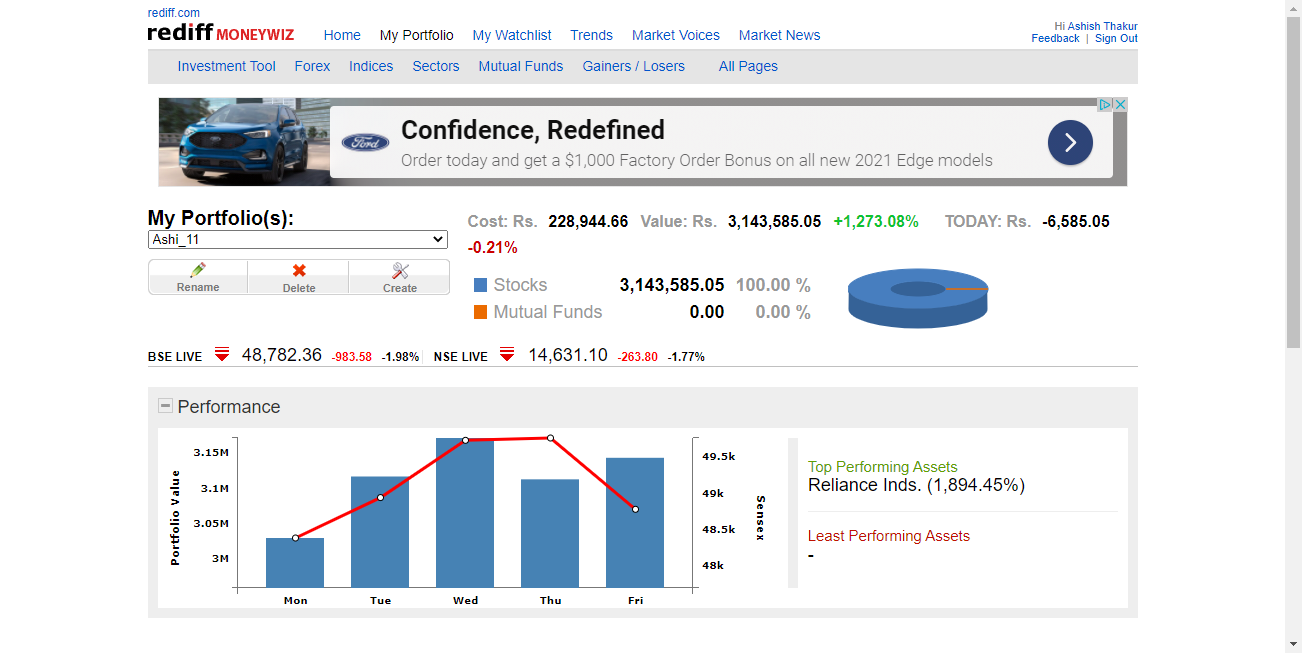 rediff.com
rediff MONEYWIZ
Home My Portfolio My Watchlist Trends Market Voices Market News
Hi Ashish Thakur
Feedback | Sign Out
Investment Tool Forex Indices Sectors Mutual Funds Gainers / Losers All Pages
Ford
Confidence, Redefined
Order today and get a $1,000 Factory Order Bonus on all new 2021 Edge models
My Portfolio(s):
Ashi_11
Rename Delete Create
Cost: Rs. 228,944.66 Value: Rs. 3,143,585.05 +1,273.08% TODAY: Rs. -6,585.05
-0.21%
Stocks 3,143,585.05 100.00 %
Mutual Funds 0.00 0.00 %
BSE LIVE 48,782.36 -983.58 -1.98% NSE LIVE 14,631.10 -263.80 -1.77%
Performance
Portfolio Value
3.15M
3.1M
3.05M
3M
Mon Tue Wed Thu Fri
49.5k
49k
48.5k
48k
Sensex
Top Performing Assets
Reliance Inds. (1,894.45%)
Least Performing Assets
-